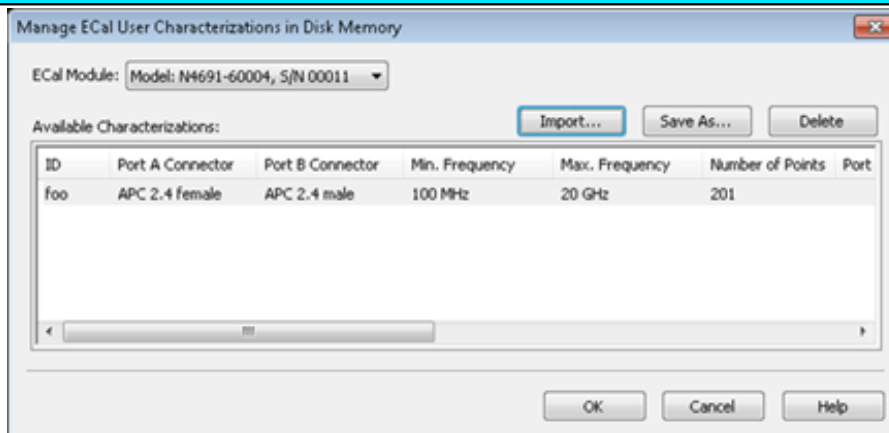 Manage ECal User Characterizations in Disk Memory
ECal Module: Model: N4691-60004, S/N 00011
Available Characterizations: Import... Save As... Delete
ID Port A Connector Port B Connector Min. Frequency Max. Frequency Number of Points Port
foo APC 2.4 female APC 2.4 male 100 MHz 20 GHz 201
OK Cancel Help